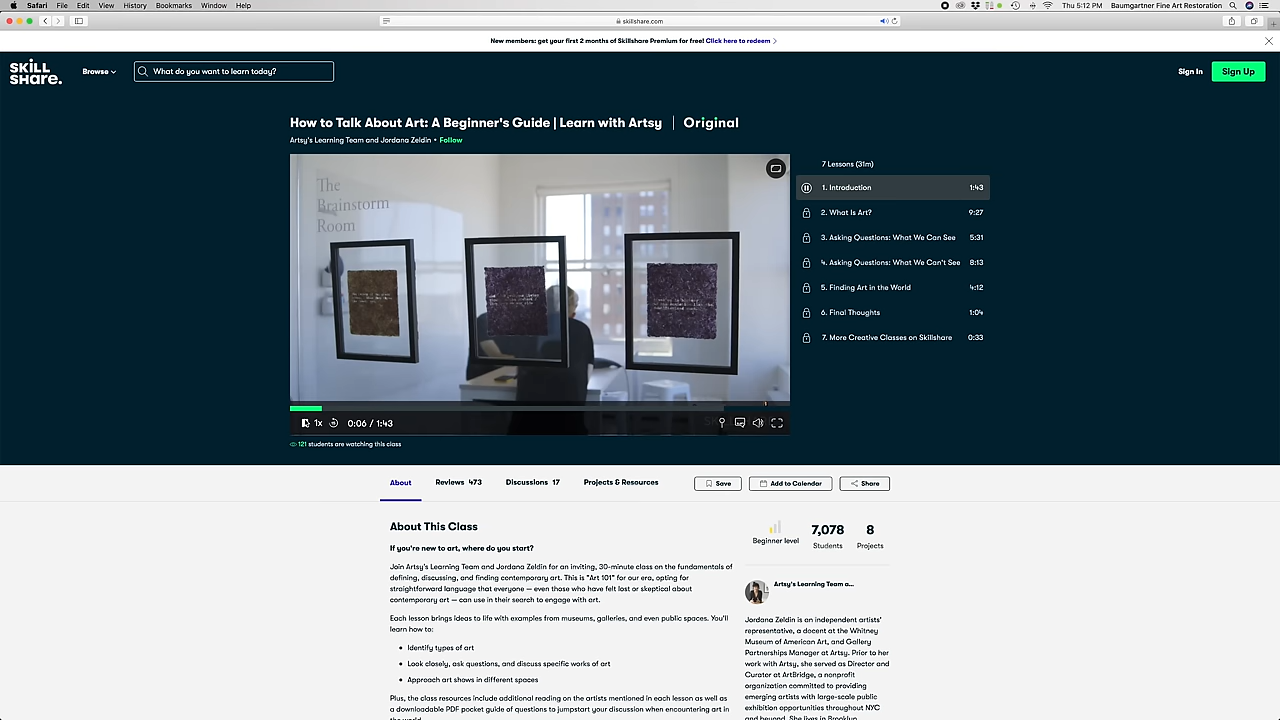 Safari File Edit View History Bookmarks Window Help
Thu 5:12 PM Baumgartner Fine Art Restoration
skillshare.com
New members: get your first 2 months of Skillshare Premium for free! Click here to redeem
SKILL SHARE.
Browse
What do you want to learn today?
Sign In
Sign Up
How to Talk About Art: A Beginner's Guide | Learn with Artsy | Original
Artsy's Learning Team and Jordana Zeldin • Follow
The
Brainstorm
Room
1x
0:06 / 1:43
121 students are watching this class
7 Lessons (31m)
1. Introduction 1:43
2. What Is Art? 9:27
3. Asking Questions: What We Can See 5:31
4. Asking Questions: What We Can't See 8:13
5. Finding Art in the World 4:12
6. Final Thoughts 1:04
7. More Creative Classes on Skillshare 0:33
About
Reviews 473
Discussions 17
Projects & Resources
Save
Add to Calendar
Share
About This Class
If you're new to art, where do you start?
Join Artsy's Learning Team and Jordana Zeldin for an inviting, 30-minute class on the fundamentals of
defining, discussing, and finding contemporary art. This is "Art 101" for our era, opting for
straightforward language that everyone — even those who have felt lost or skeptical about
contemporary art — can use in their search to engage with art.
Each lesson brings ideas to life with examples from museums, galleries, and even public spaces. You'll
learn how to:
• Identify types of art
• Look closely, ask questions, and discuss specific works of art
• Approach art shows in different spaces
Plus, the class resources include additional reading on the artists mentioned in each lesson as well as
a downloadable PDF pocket guide of questions to jumpstart your discussion when encountering art in
the world.
Beginner level
7,078
Students
8
Projects
Artsy's Learning Team a...
Jordana Zeldin is an independent artists'
representative, a docent at the Whitney
Museum of American Art, and Gallery
Partnerships Manager at Artsy. Prior to her
work with Artsy, she served as Director and
Curator at ArtBridge, a nonprofit
organization committed to providing
emerging artists with large-scale public
exhibition opportunities throughout NYC
and beyond. She lives in Brooklyn